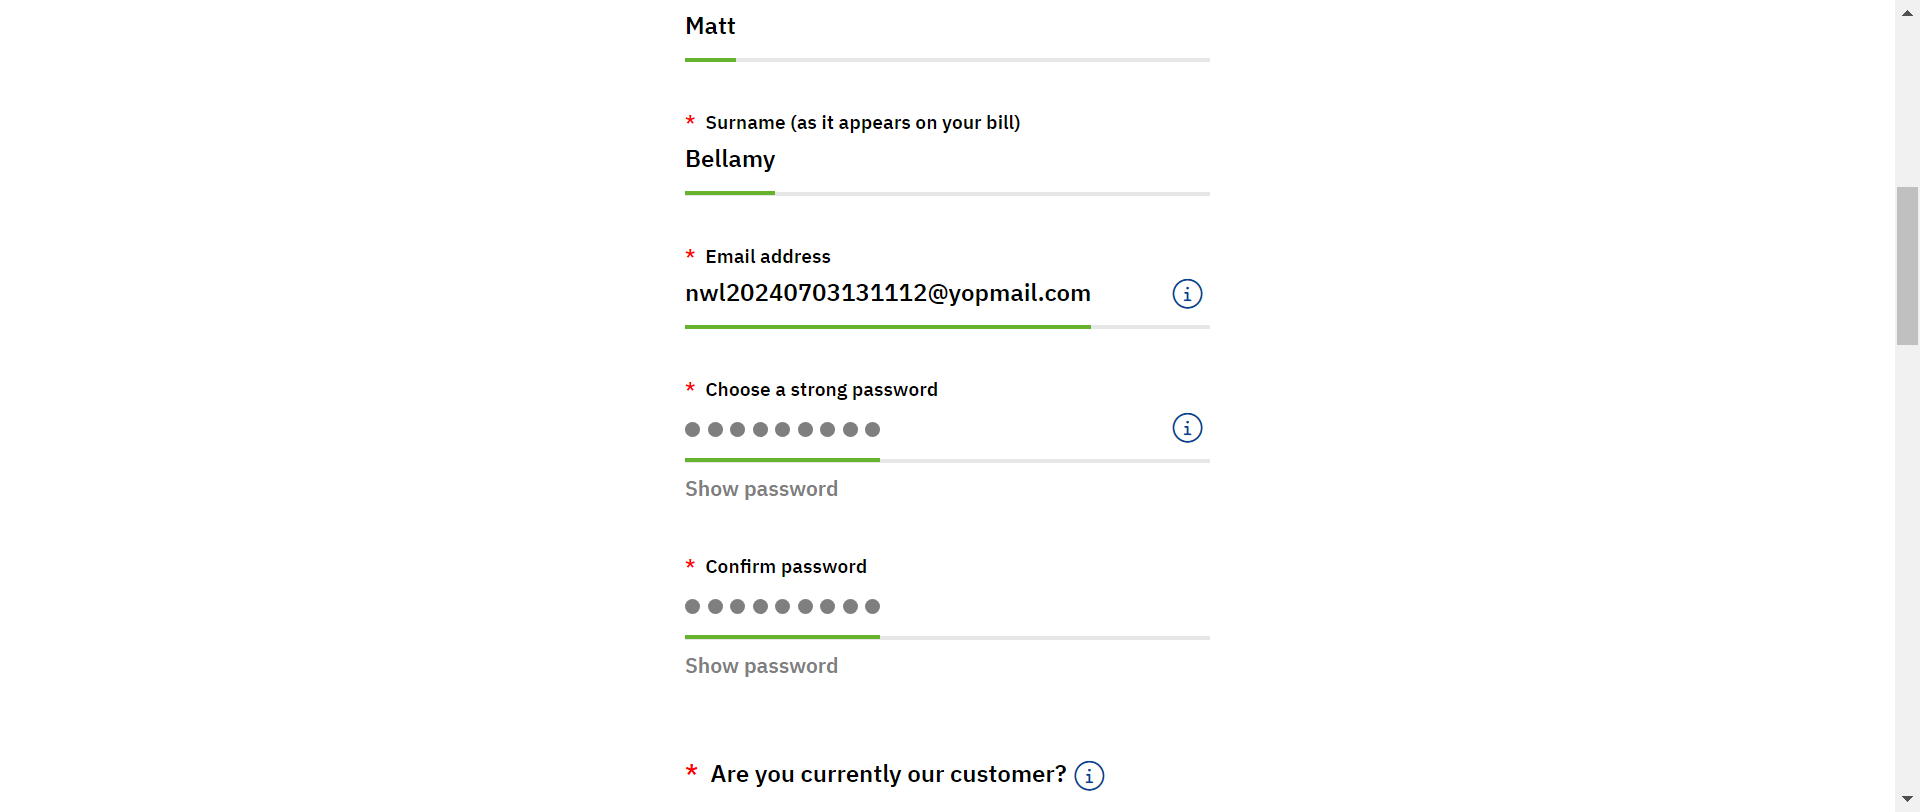 Matt
* Surname (as it appears on your bill)
Bellamy
* Email address
nwl20240703131112@yopmail.com
* Choose a strong password
Show password
* Confirm password
Show password
* Are you currently our customer?